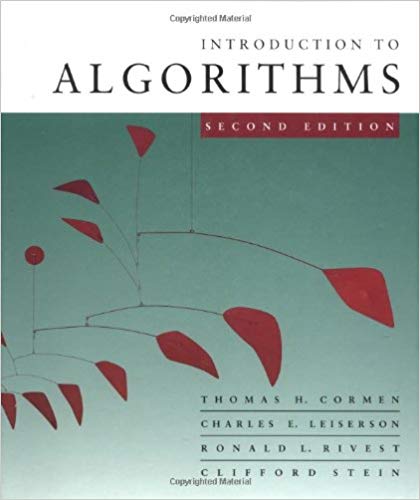 Copyrighted Material
INTRODUCTION TO
ALGORITHMS
SECOND EDITION
THOMAS H. CORMEN
CHARLES E. LEISERSON
RONALD L. RIVEST
CLIFFORD STEIN
Copyrighted Material